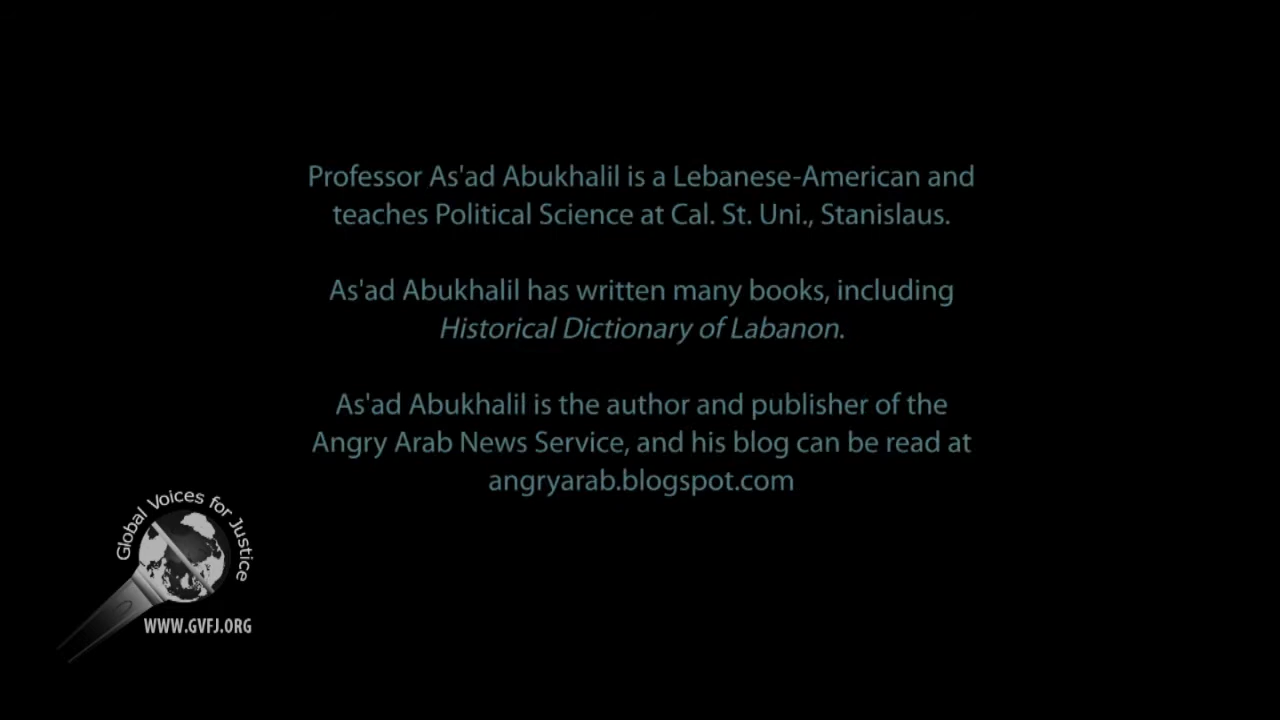 Professor As'ad Abukhalil is a Lebanese-American and
teaches Political Science at Cal. St. Uni., Stanislaus.
As'ad Abukhalil has written many books, including
Historical Dictionary of Labanon.
As'ad Abukhalil is the author and publisher of the
Angry Arab News Service, and his blog can be read at
angryarab.blogspot.com
Global Voices for Justice
WWW.GVFJ.ORG